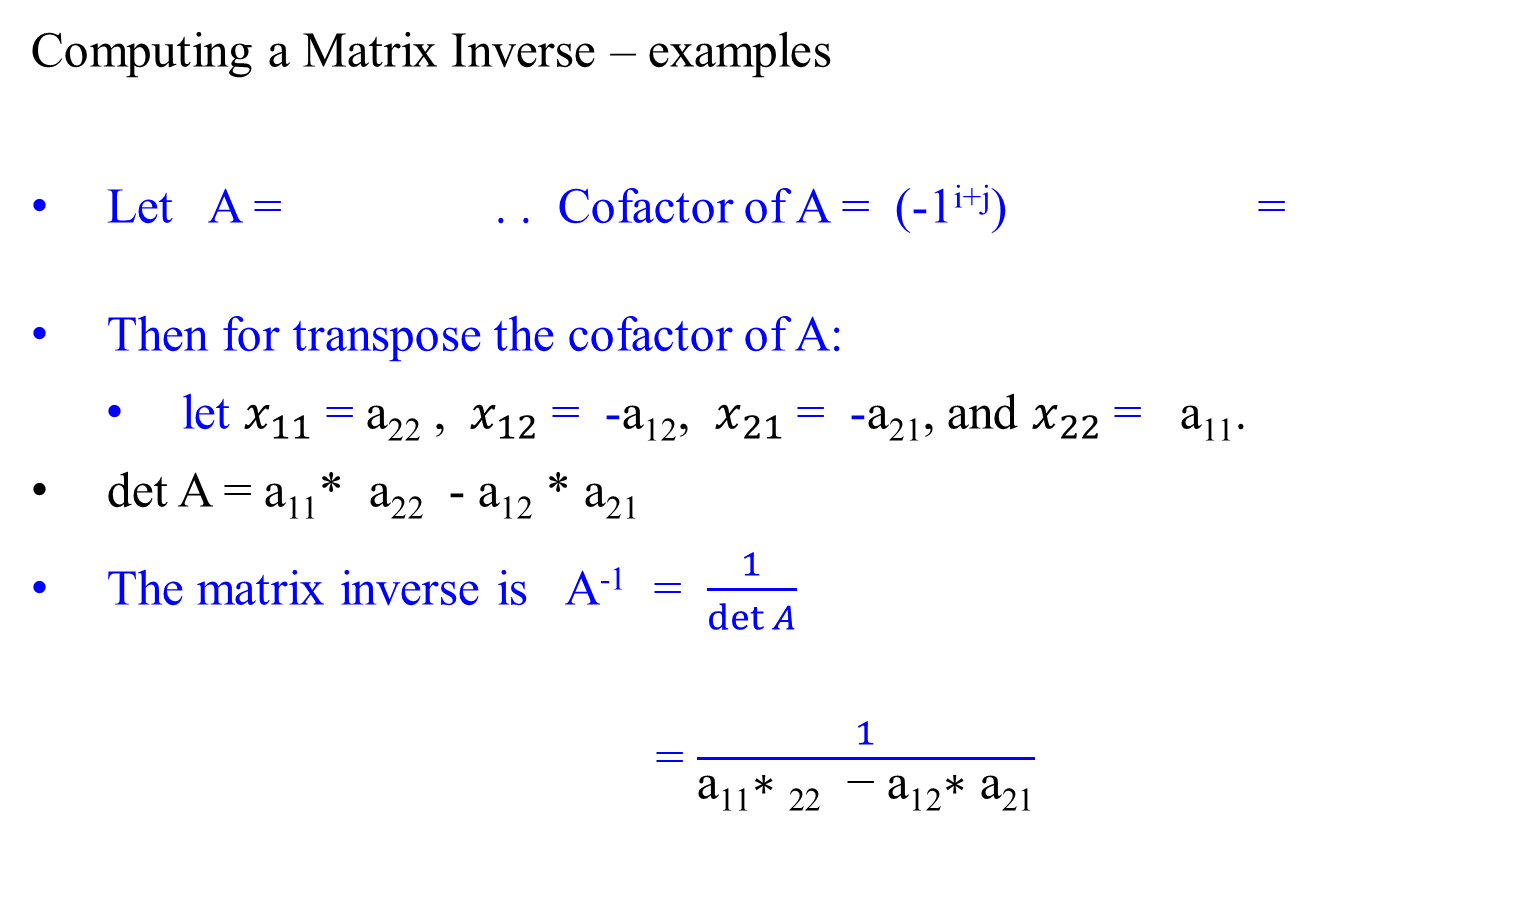 Computing a Matrix Inverse – examples
• Let A = . . Cofactor of A = (-1^{i+j}) =
• Then for transpose the cofactor of A:
• let x₁₁ = a₂₂ , x₁₂ = -a₁₂, x₂₁ = -a₂₁, and x₂₂ = a₁₁.
• det A = a₁₁* a₂₂ - a₁₂ * a₂₁
• The matrix inverse is A⁻¹ = 1
det A
= 1
a₁₁* ₂₂ − a₁₂* a₂₁